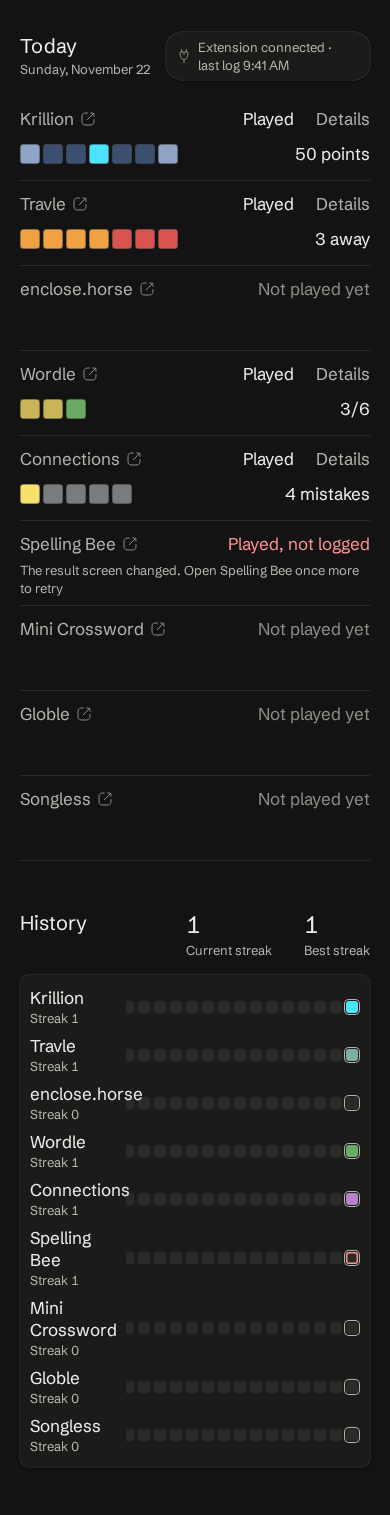 Today
Sunday, November 22
Extension connected ·
last log 9:41 AM
Krillion
Played
Details
50 points
Travle
Played
Details
3 away
enclose.horse
Not played yet
Wordle
Played
Details
3/6
Connections
Played
Details
4 mistakes
Spelling Bee
Played, not logged
The result screen changed. Open Spelling Bee once more
to retry
Mini Crossword
Not played yet
Globle
Not played yet
Songless
Not played yet
History
1
Current streak
1
Best streak
Krillion
Streak 1
Travle
Streak 1
enclose.horse
Streak 0
Wordle
Streak 1
Connections
Streak 1
Spelling
Bee
Streak 1
Mini
Crossword
Streak 0
Globle
Streak 0
Songless
Streak 0